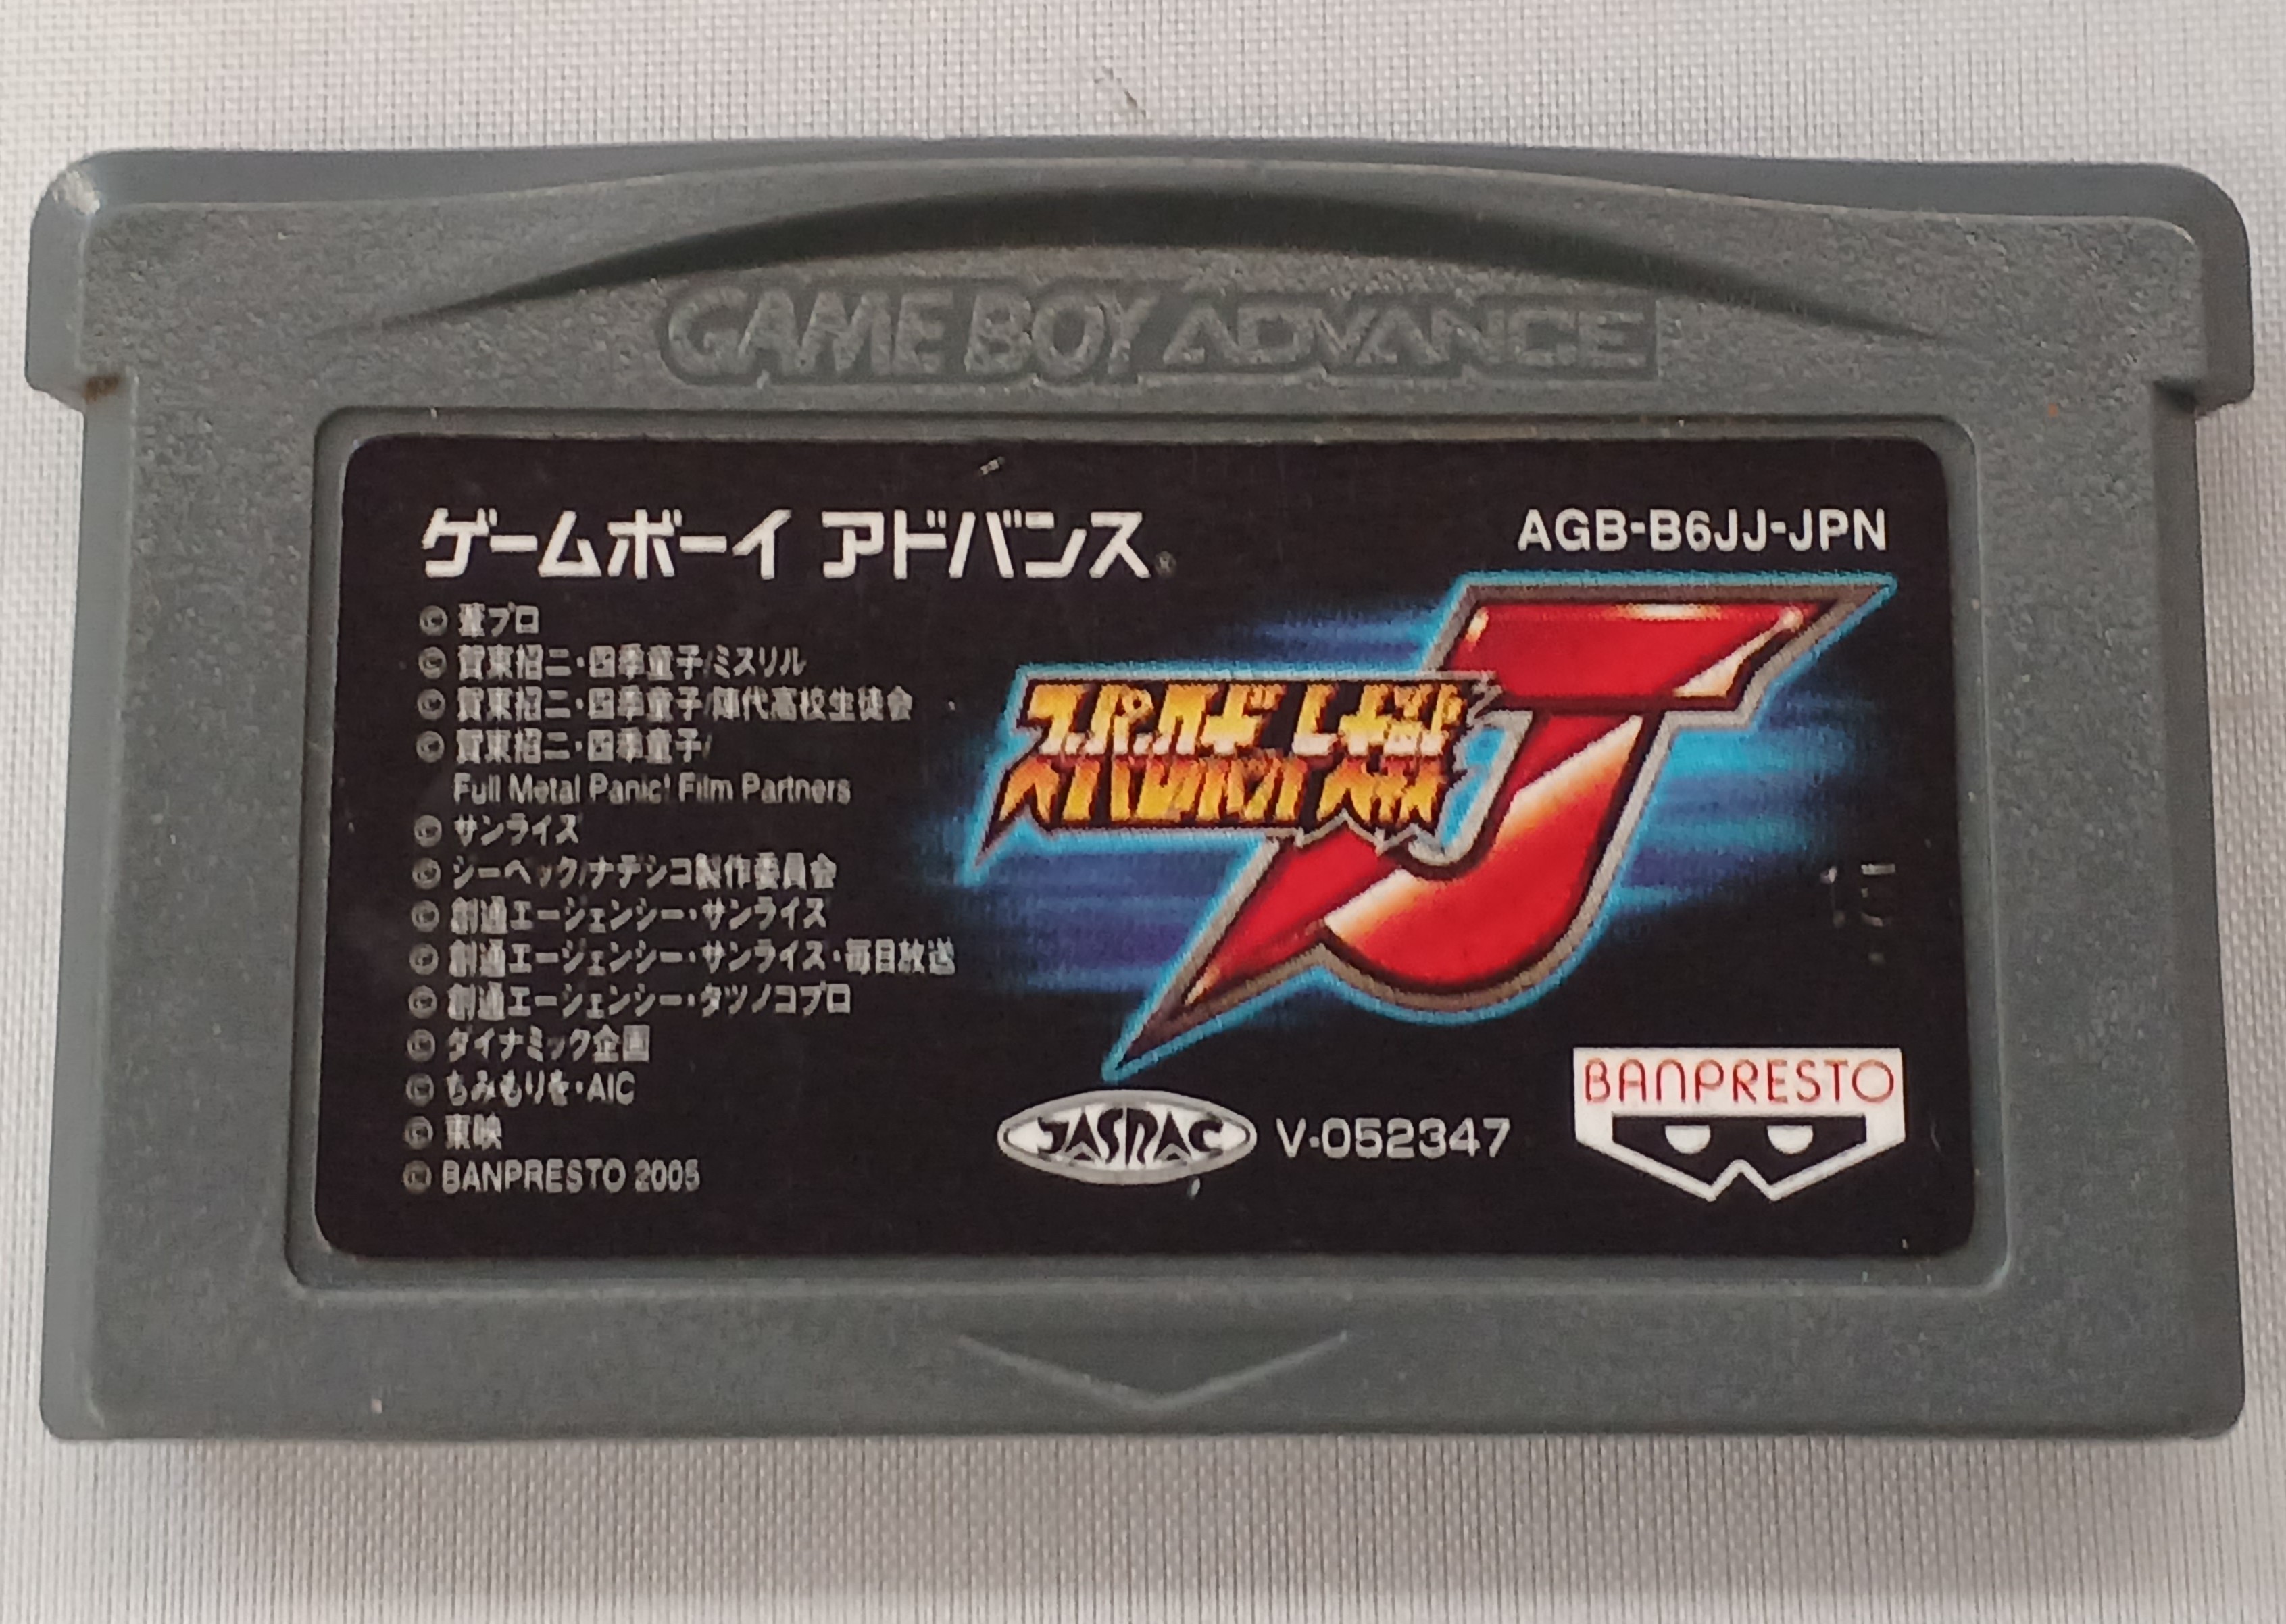 GAME BOY ADVANCE
ゲームボーイ アドバンス®
AGB-B6JJ-JPN
© 葦プロ
© 賀東招二・四季童子/ミスリル
© 賀東招二・四季童子/陣代高校生徒会
© 賀東招二・四季童子/
Full Metal Panic! Film Partners
© サンライズ
© ジーベック/ナデシコ製作委員会
© 創通エージェンシー・サンライズ
© 創通エージェンシー・サンライズ・毎日放送
© 創通エージェンシー・タツノコプロ
© ダイナミック企画
© ちみもりを・AIC
© 東映
© BANPRESTO 2005
スーパーロボット大戦
J
15
JASRAC V-052347
BANPRESTO